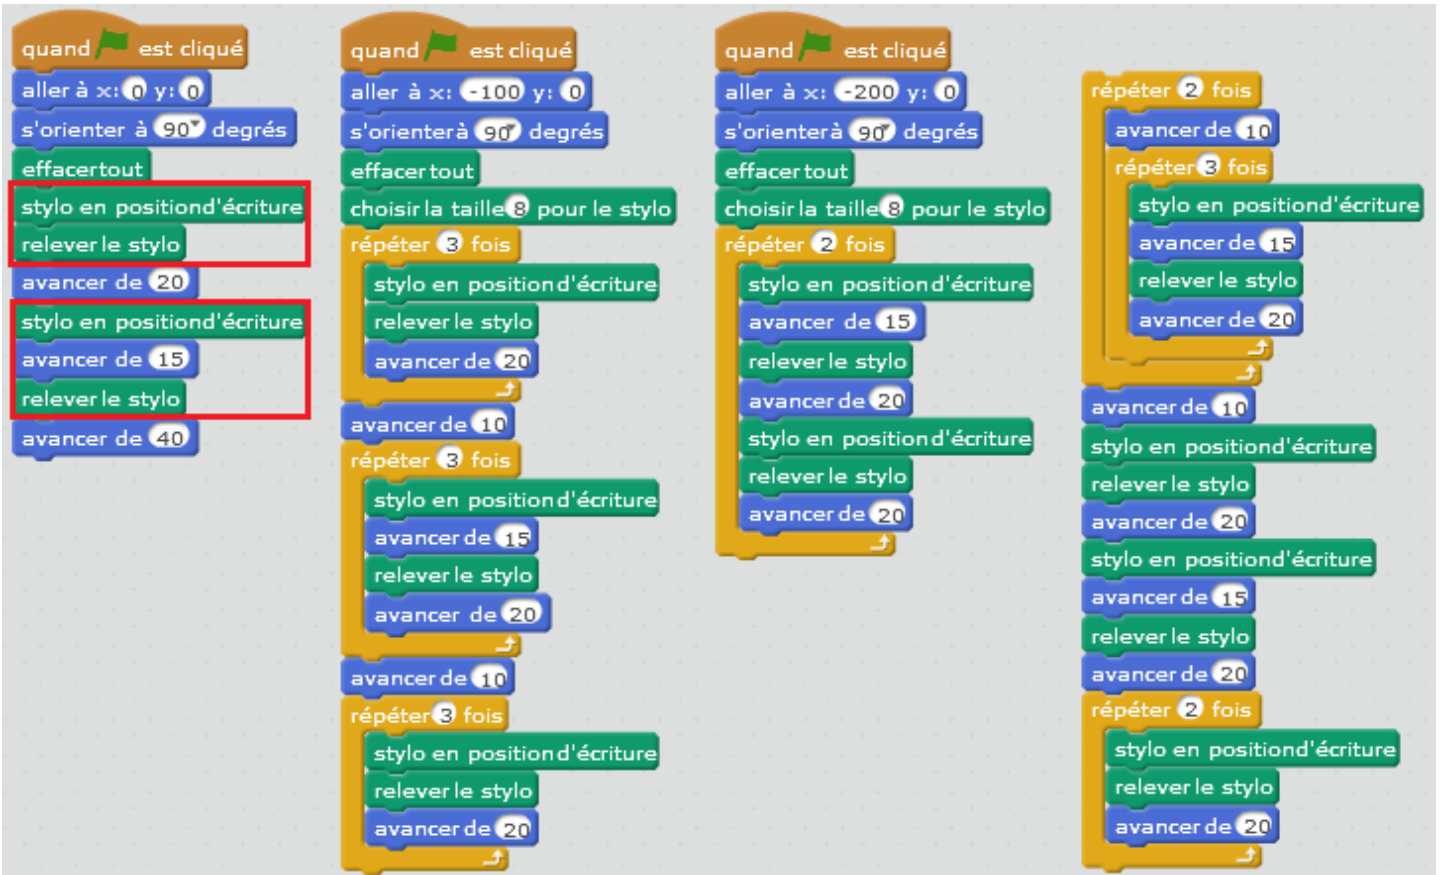 quand est cliqué
aller à x: 0 y: 0
s'orienter à 90 degrés
effacer tout
stylo en position d'écriture
relever le stylo
avancer de 20
stylo en position d'écriture
avancer de 15
relever le stylo
avancer de 40
quand est cliqué
aller à x: -100 y: 0
s'orienter à 90 degrés
effacer tout
choisir la taille 8 pour le stylo
répéter 3 fois
stylo en position d'écriture
relever le stylo
avancer de 20
avancer de 10
répéter 3 fois
stylo en position d'écriture
avancer de 15
relever le stylo
avancer de 20
avancer de 10
répéter 3 fois
stylo en position d'écriture
relever le stylo
avancer de 20
quand est cliqué
aller à x: -200 y: 0
s'orienter à 90 degrés
effacer tout
choisir la taille 8 pour le stylo
répéter 2 fois
stylo en position d'écriture
avancer de 15
relever le stylo
avancer de 20
stylo en position d'écriture
relever le stylo
avancer de 20
répéter 2 fois
avancer de 10
répéter 3 fois
stylo en position d'écriture
avancer de 15
relever le stylo
avancer de 20
avancer de 10
stylo en position d'écriture
relever le stylo
avancer de 20
stylo en position d'écriture
avancer de 15
relever le stylo
avancer de 20
répéter 2 fois
stylo en position d'écriture
relever le stylo
avancer de 20